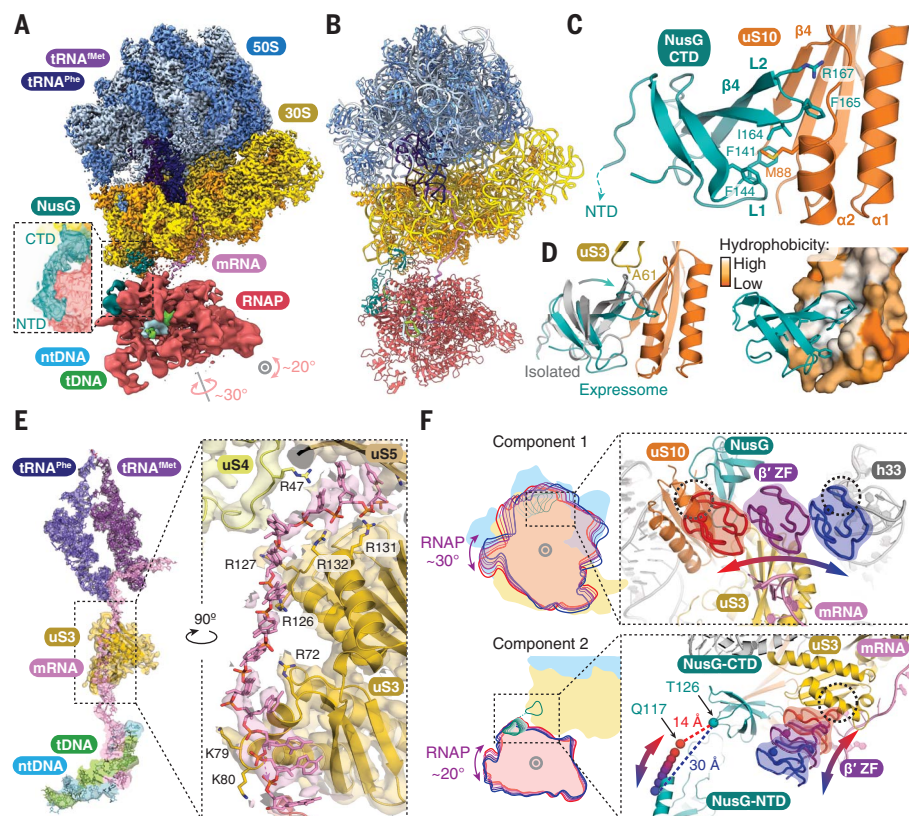 A
tRNAfMet
tRNAPhe
50S
30S
NusG
CTD
NTD
mRNA
RNAP
ntDNA
tDNA
~20°
~30°
B
C
NusG
CTD
uS10
β4
L2
β4
R167
F165
I164
F141
M88
F144
NTD
L1
α2
α1
D
uS3
A61
Isolated
Expressome
Hydrophobicity:
High
Low
E
tRNAPhe
tRNAfMet
uS3
mRNA
tDNA
ntDNA
90º
uS4
uS5
R47
R131
R132
R127
R126
R72
uS3
K79
K80
F
Component 1
RNAP
~30°
uS10
NusG
β′ ZF
h33
uS3
mRNA
Component 2
RNAP
~20°
NusG-CTD
uS3
mRNA
T126
Q117
14 Å
30 Å
β′ ZF
NusG-NTD